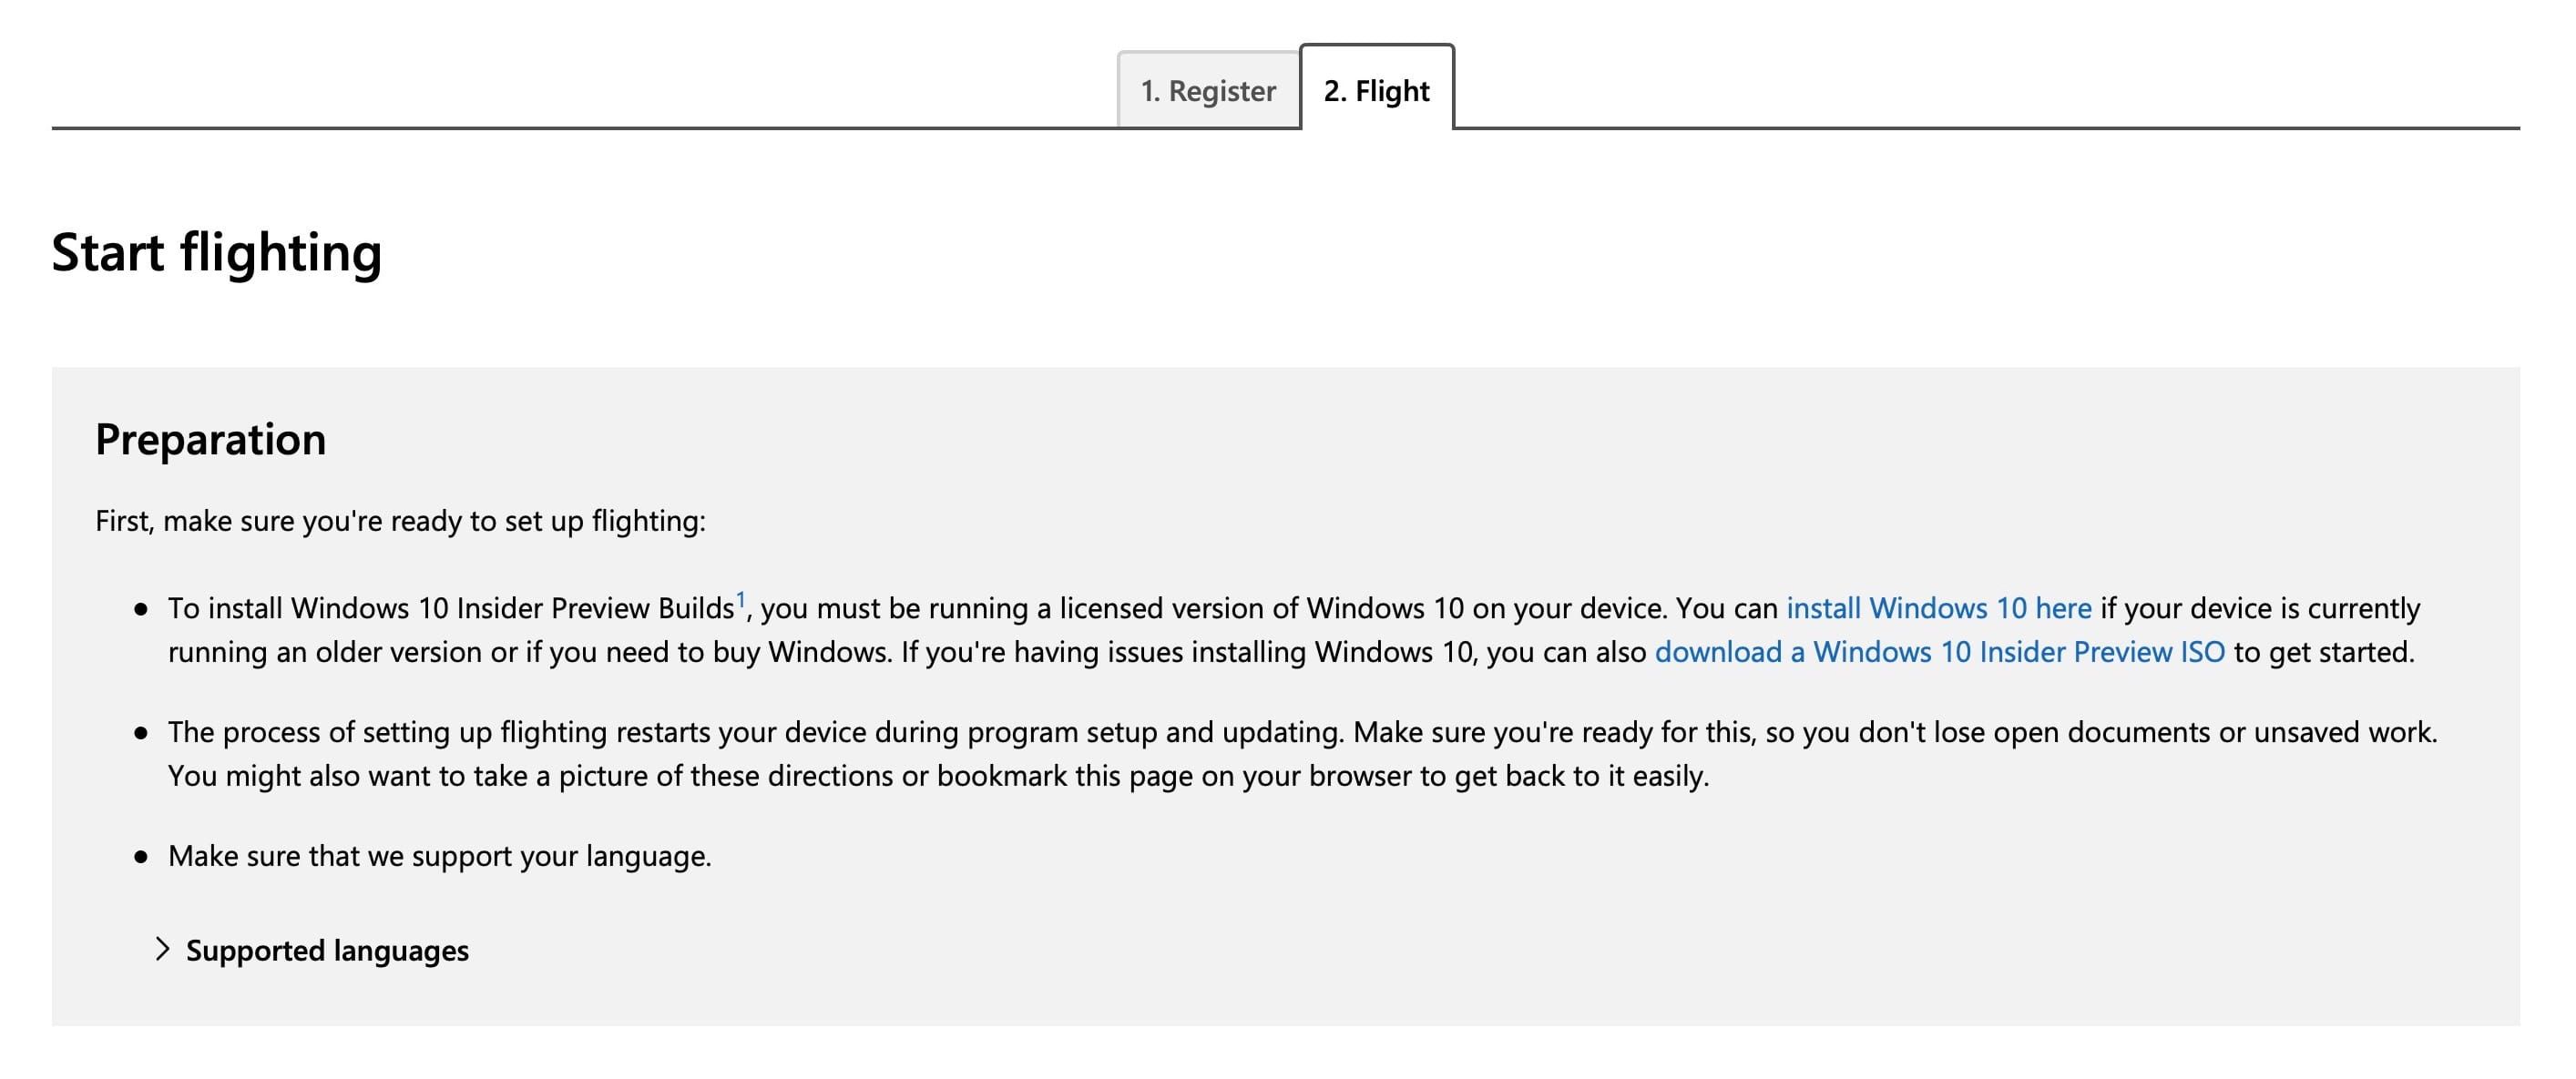 1. Register
2. Flight
Start flighting
Preparation
First, make sure you're ready to set up flighting:
To install Windows 10 Insider Preview Builds1, you must be running a licensed version of Windows 10 on your device. You can install Windows 10 here if your device is currently
running an older version or if you need to buy Windows. If you're having issues installing Windows 10, you can also download a Windows 10 Insider Preview ISO to get started.
The process of setting up flighting restarts your device during program setup and updating. Make sure you're ready for this, so you don't lose open documents or unsaved work.
You might also want to take a picture of these directions or bookmark this page on your browser to get back to it easily.
Make sure that we support your language.
Supported languages